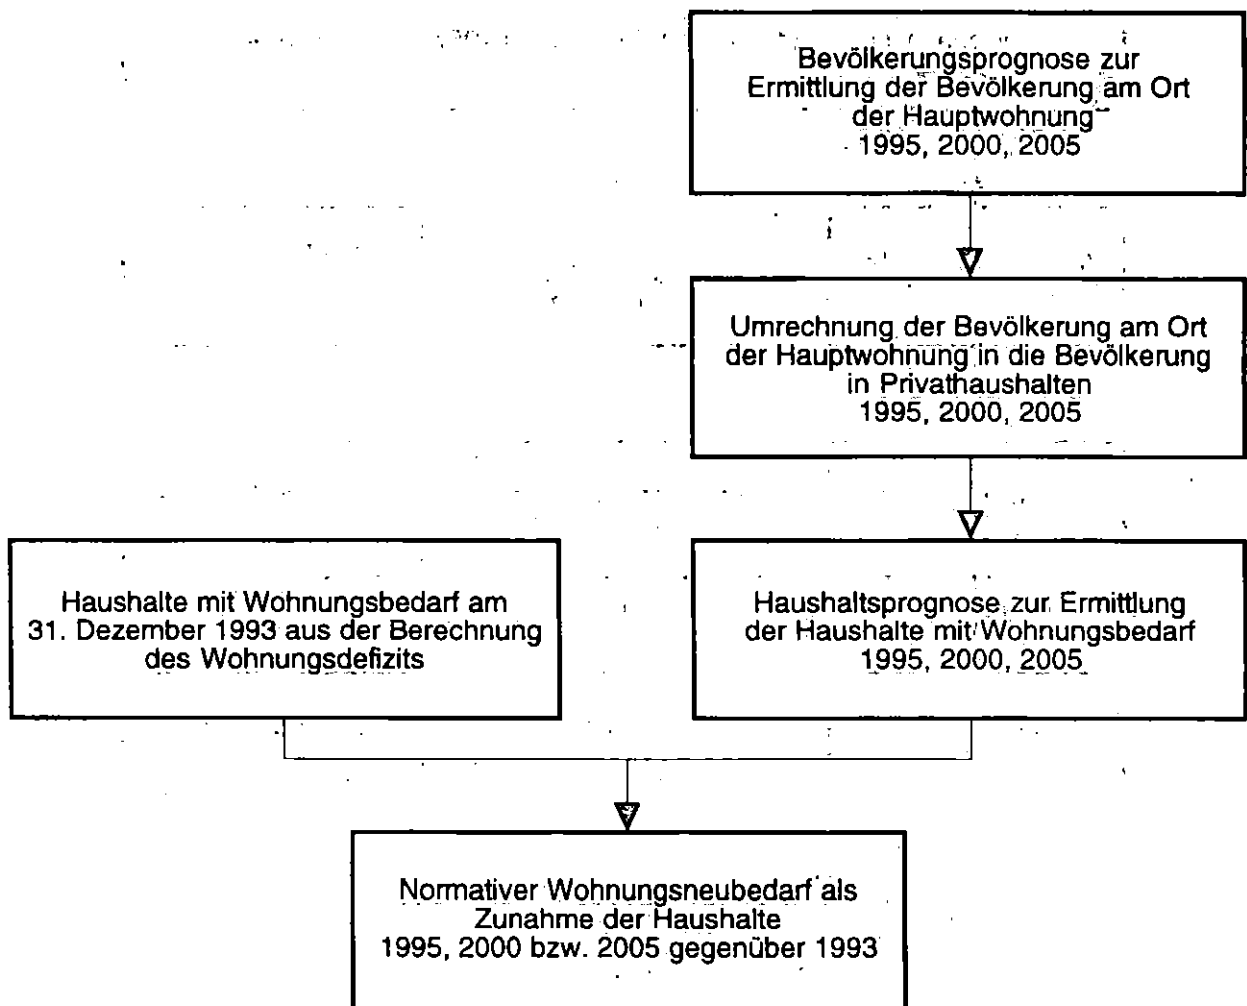 Bevölkerungsprognose zur
Ermittlung der Bevölkerung am Ort
der Hauptwohnung
1995, 2000, 2005
Umrechnung der Bevölkerung am Ort
der Hauptwohnung in die Bevölkerung
in Privathaushalten
1995, 2000, 2005
Haushalte mit Wohnungsbedarf am
31. Dezember 1993 aus der Berechnung
des Wohnungsdefizits
Haushaltsprognose zur Ermittlung
der Haushalte mit Wohnungsbedarf
1995, 2000, 2005
Normativer Wohnungsneubedarf als
Zunahme der Haushalte
1995, 2000 bzw. 2005 gegenüber 1993